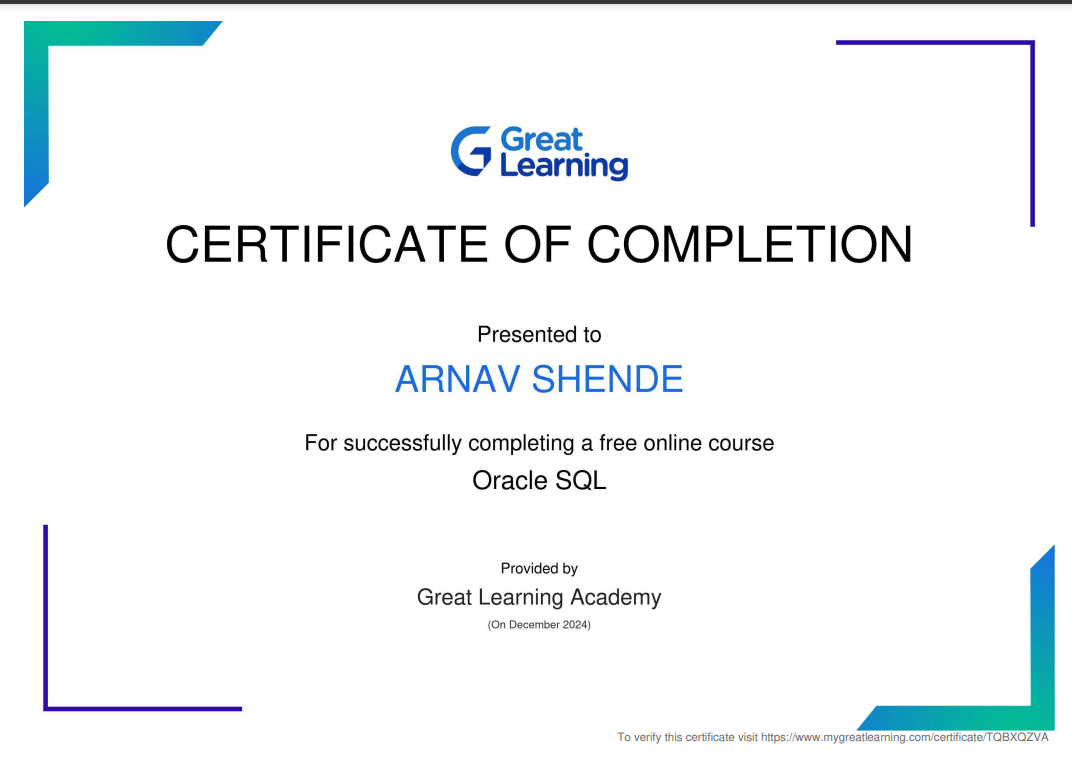 Great
Learning
CERTIFICATE OF COMPLETION
Presented to
ARNAV SHENDE
For successfully completing a free online course
Oracle SQL
Provided by
Great Learning Academy
(On December 2024)
To verify this certificate visit https://www.mygreatlearning.com/certificate/TQBXQZVA